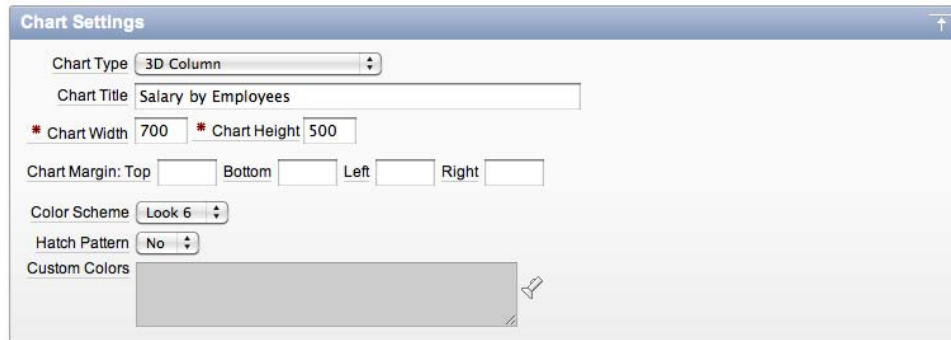 Chart Settings
Chart Type 3D Column
Chart Title Salary by Employees
* Chart Width 700 * Chart Height 500
Chart Margin: Top Bottom Left Right
Color Scheme Look 6
Hatch Pattern No
Custom Colors